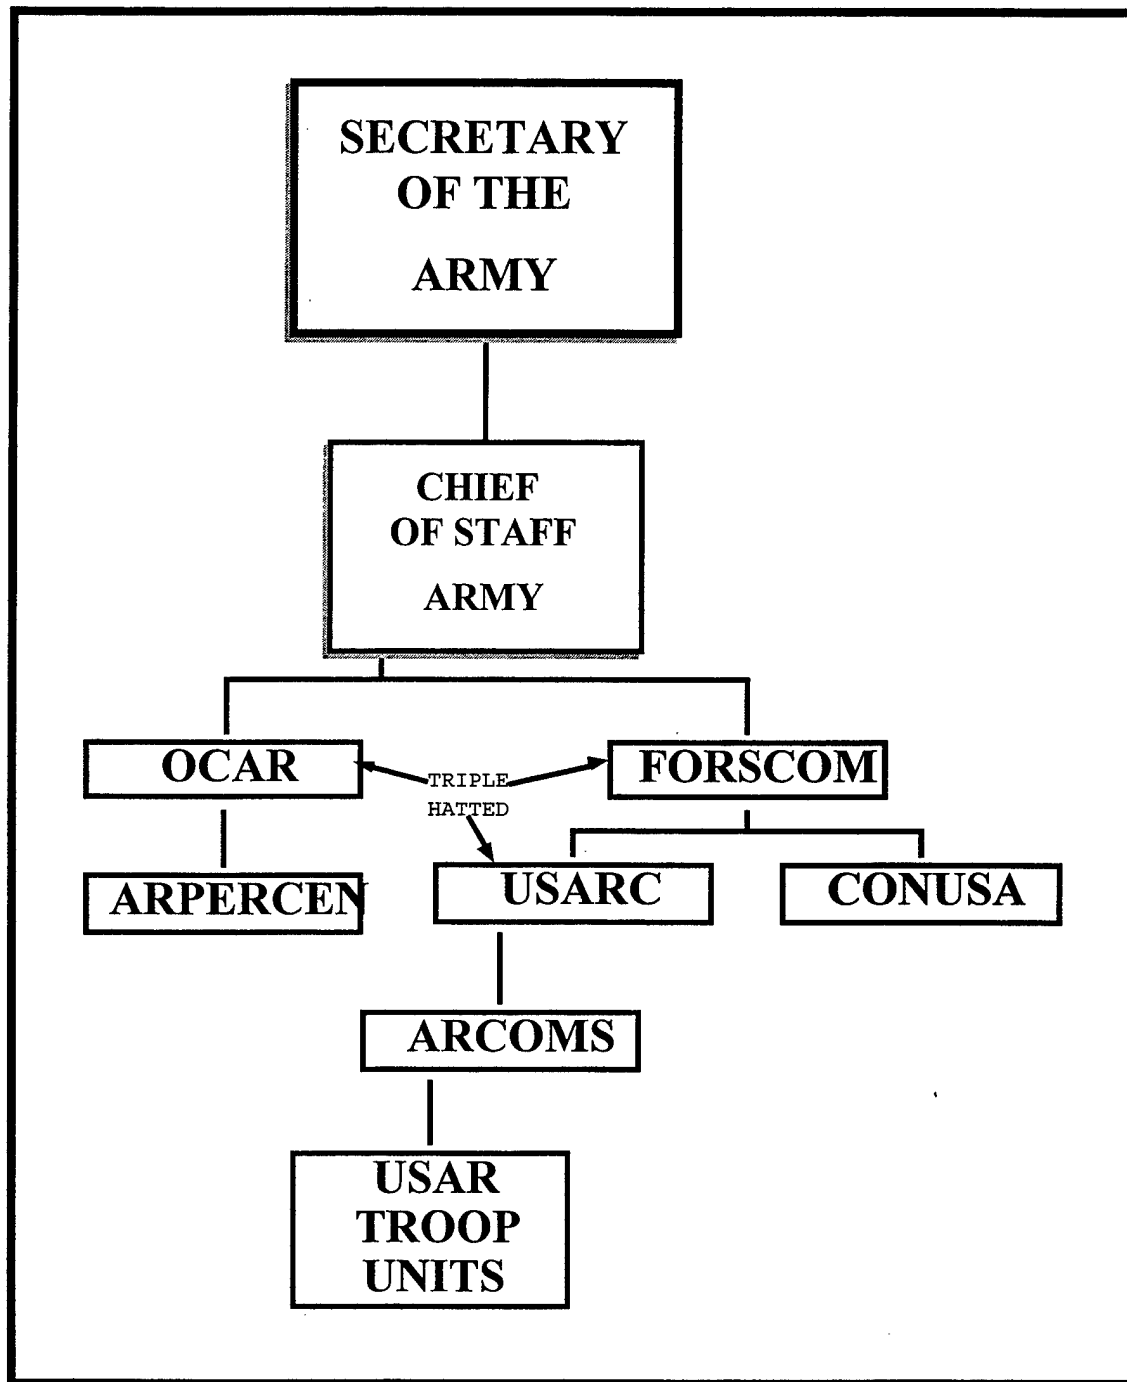 SECRETARY
OF THE
ARMY
CHIEF
OF STAFF
ARMY
OCAR
FORSCOM
TRIPLE
HATTED
ARPERCEN
USARC
CONUSA
ARCOMS
USAR
TROOP
UNITS